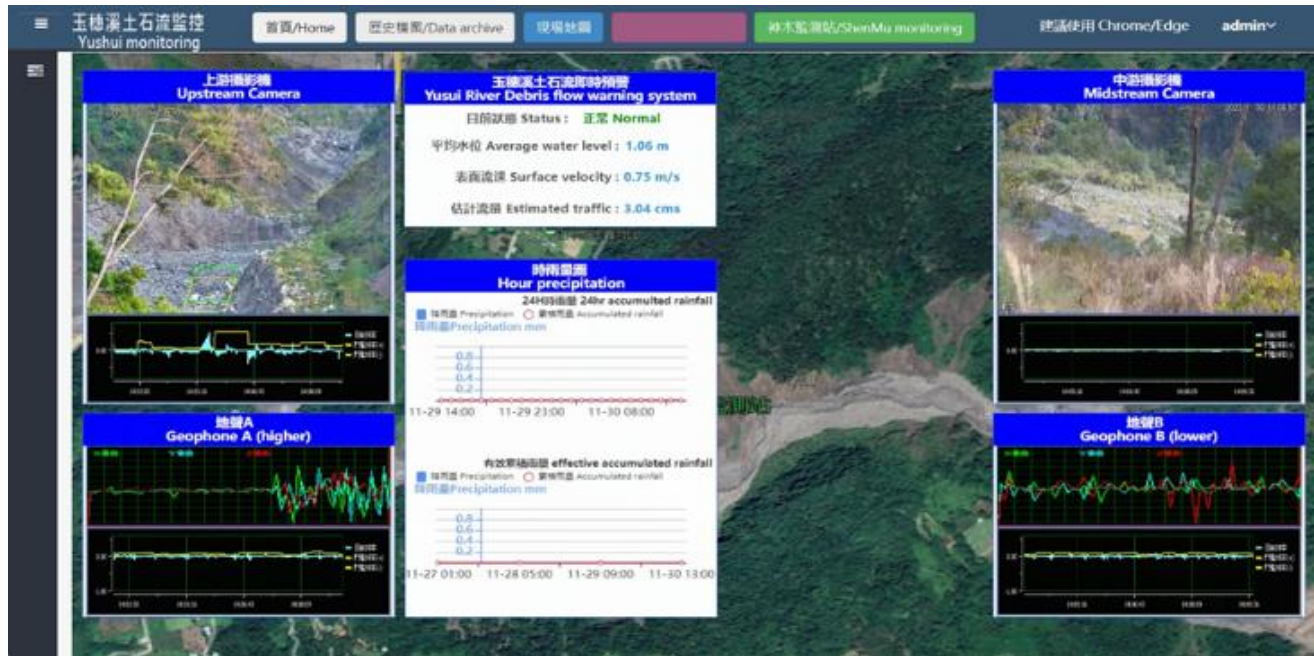 玉穗溪土石流監控
Yushui monitoring
首頁/Home
歷史檔案/Data archive
現場地圖
神木監測站/ShenMu monitoring
建議使用 Chrome/Edge
admin
上游攝影機
Upstream Camera
玉穗溪土石流即時預警
Yusui River Debris flow warning system
目前狀態 Status : 正常 Normal
平均水位 Average water level : 1.06 m
表面流速 Surface velocity : 0.75 m/s
估計流量 Estimated traffic : 3.04 cms
中游攝影機
Midstream Camera
時雨量圖
Hour precipitation
24H時雨量 24hr accumulted rainfall
降雨量 Precipitation
累積雨量 Accumulated rainfall
降雨量Precipitation mm
0.8
0.6
0.4
0.2
11-29 14:00
11-29 23:00
11-30 08:00
有效累積雨量 effective accumulated rainfall
降雨量 Precipitation
累積雨量 Accumulated rainfall
降雨量Precipitation mm
0.8
0.6
0.4
0.2
11-27 01:00
11-28 05:00
11-29 09:00
11-30 13:00
地聲A
Geophone A (higher)
地聲B
Geophone B (lower)